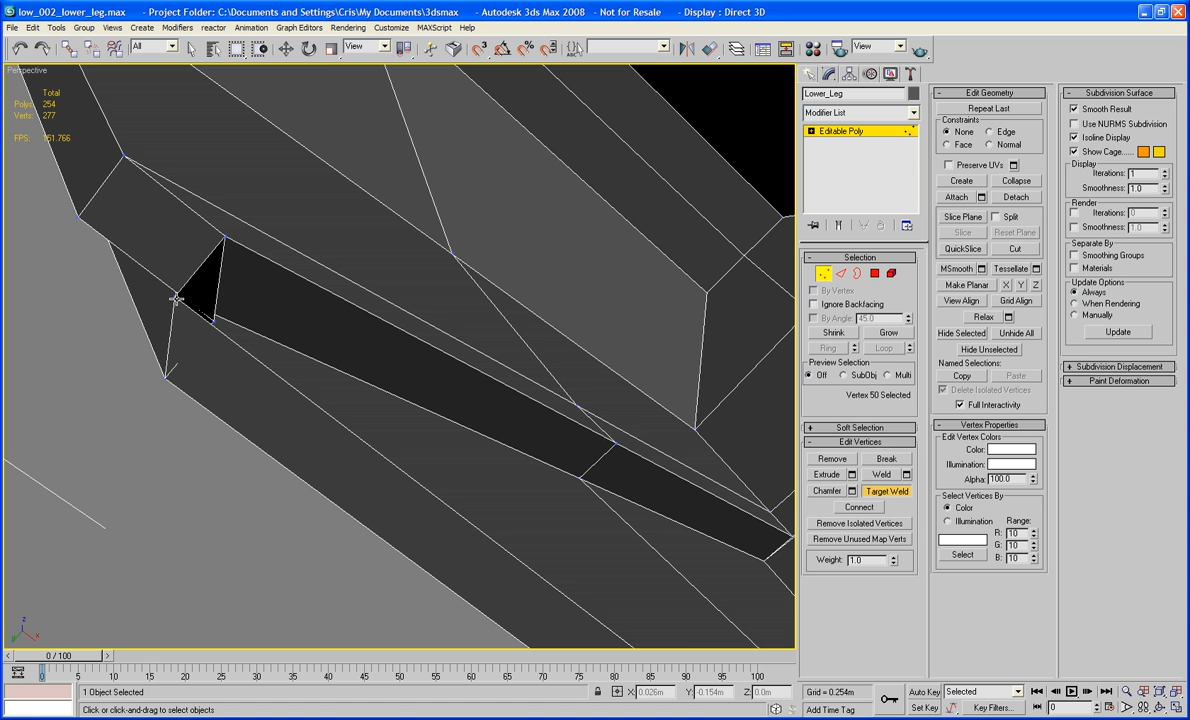 low_002_lower_leg.max - Project Folder: C:\Documents and Settings\Cris\My Documents\3dsmax - Autodesk 3ds Max 2008 - Not for Resale - Display : Direct 3D
File Edit Tools Group Views Create Modifiers reactor Animation Graph Editors Rendering Customize MAXScript Help
All View View
Perspective
Total
Polys: 254
Verts: 277
FPS: 151.766
Lower_Leg
Modifier List
Editable Poly
- Selection
By Vertex
Ignore Backfacing
By Angle: 45.0
Shrink Grow
Ring Loop
Preview Selection
Off SubObj Multi
Vertex 50 Selected
+ Soft Selection
- Edit Vertices
Remove Break
Extrude Weld
Chamfer Target Weld
Connect
Remove Isolated Vertices
Remove Unused Map Verts
Weight: 1.0
- Edit Geometry
Repeat Last
Constraints
None Edge
Face Normal
Preserve UVs
Create Collapse
Attach Detach
Slice Plane Split
Slice Reset Plane
QuickSlice Cut
MSmooth Tessellate
Make Planar X Y Z
View Align Grid Align
Relax
Hide Selected Unhide All
Hide Unselected
Named Selections:
Copy Paste
Delete Isolated Vertices
Full Interactivity
- Vertex Properties
Edit Vertex Colors
Color:
Illumination:
Alpha: 100.0
Select Vertices By
Color
Illumination Range:
R: 10
G: 10
B: 10
Select
- Subdivision Surface
Smooth Result
Use NURMS Subdivision
Isoline Display
Show Cage......
Display
Iterations: 1
Smoothness: 1.0
Render
Iterations: 0
Smoothness: 1.0
Separate By
Smoothing Groups
Materials
Update Options
Always
When Rendering
Manually
Update
+ Subdivision Displacement
+ Paint Deformation
z
x
y
< 0 / 100 >
0 5 10 15 20 25 30 35 40 45 50 55 60 65 70 75 80 85 90 95 100
1 Object Selected X: 0.026m Y: -0.154m Z: 0.0m Grid = 0.254m Auto Key Selected
Click or click-and-drag to select objects Add Time Tag Set Key Key Filters... 0